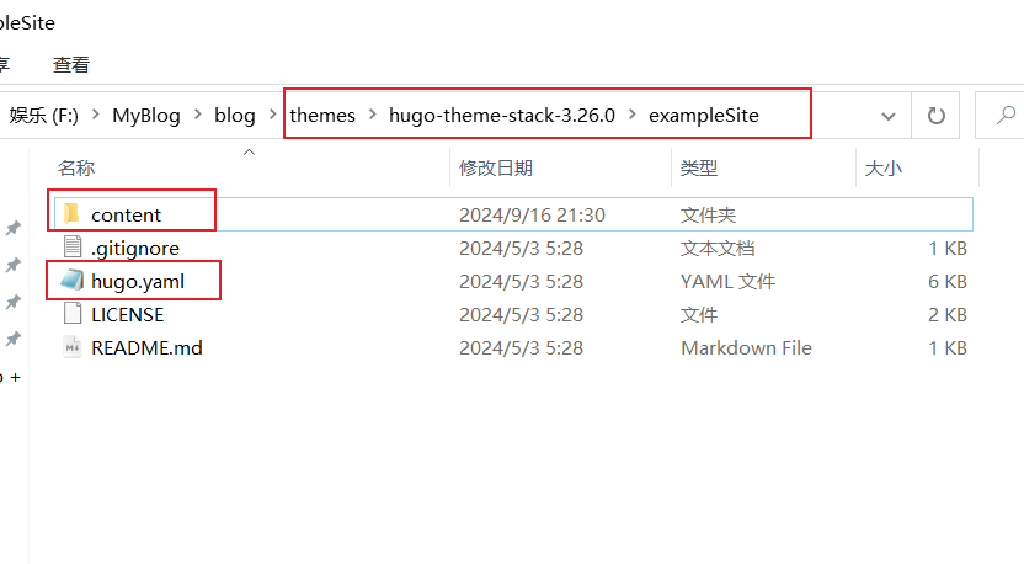 oleSite
享 查看
娱乐 (F:) > MyBlog > blog > themes > hugo-theme-stack-3.26.0 > exampleSite
名称 修改日期 类型 大小
content 2024/9/16 21:30 文件夹
.gitignore 2024/5/3 5:28 文本文档 1 KB
hugo.yaml 2024/5/3 5:28 YAML 文件 6 KB
LICENSE 2024/5/3 5:28 文件 2 KB
README.md 2024/5/3 5:28 Markdown File 1 KB